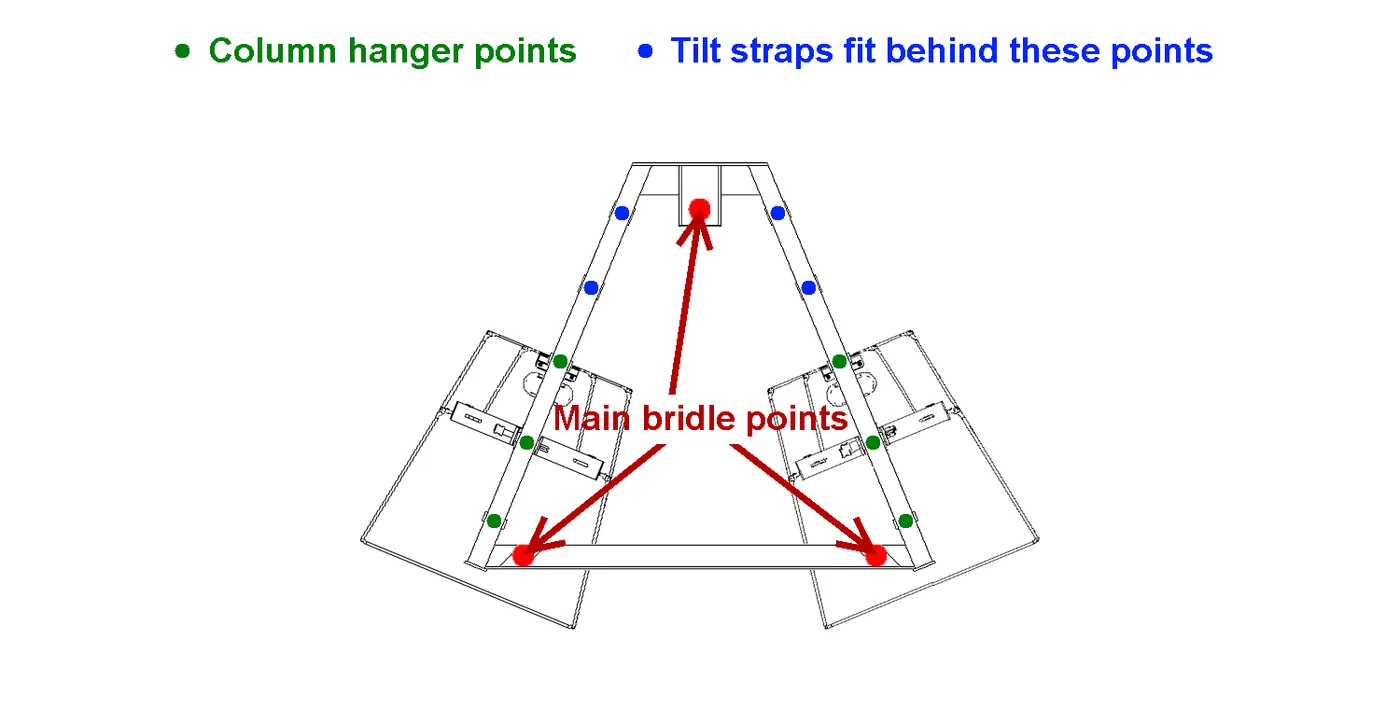 Column hanger points
Tilt straps fit behind these points
Main bridle points